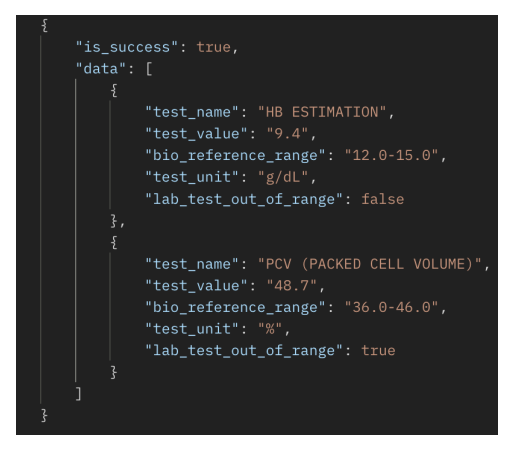 {
"is_success": true,
"data": [
{
"test_name": "HB ESTIMATION",
"test_value": "9.4",
"bio_reference_range": "12.0-15.0",
"test_unit": "g/dL",
"lab_test_out_of_range": false
},
{
"test_name": "PCV (PACKED CELL VOLUME)",
"test_value": "48.7",
"bio_reference_range": "36.0-46.0",
"test_unit": "%",
"lab_test_out_of_range": true
}
]
}